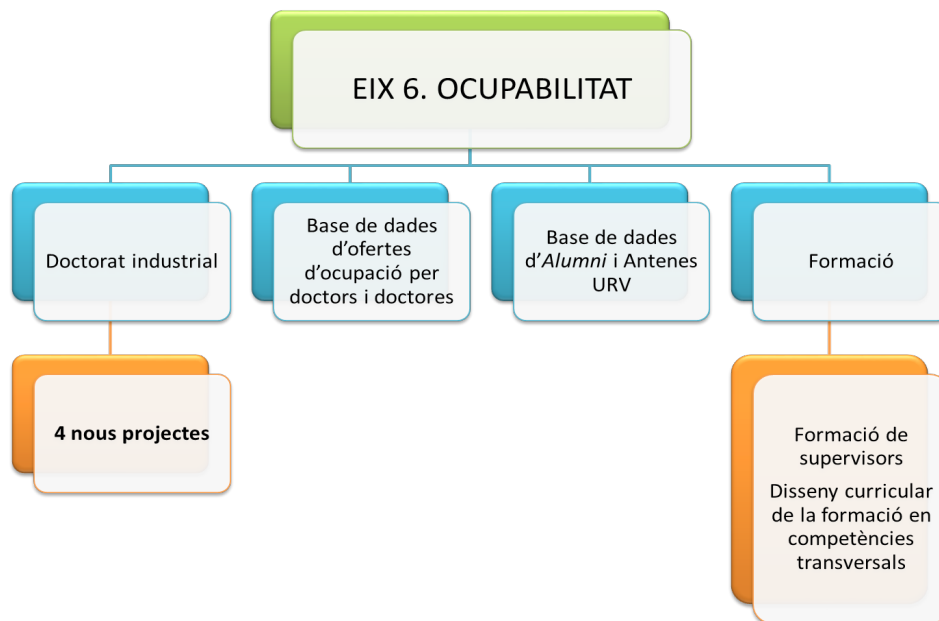 EIX 6. OCUPABILITAT
Doctorat industrial
Base de dades
d’ofertes
d’ocupació per
doctors i doctores
Base de dades
d’Alumni i Antenes
URV
Formació
4 nous projectes
Formació de
supervisors
Disseny curricular
de la formació en
competències
transversals